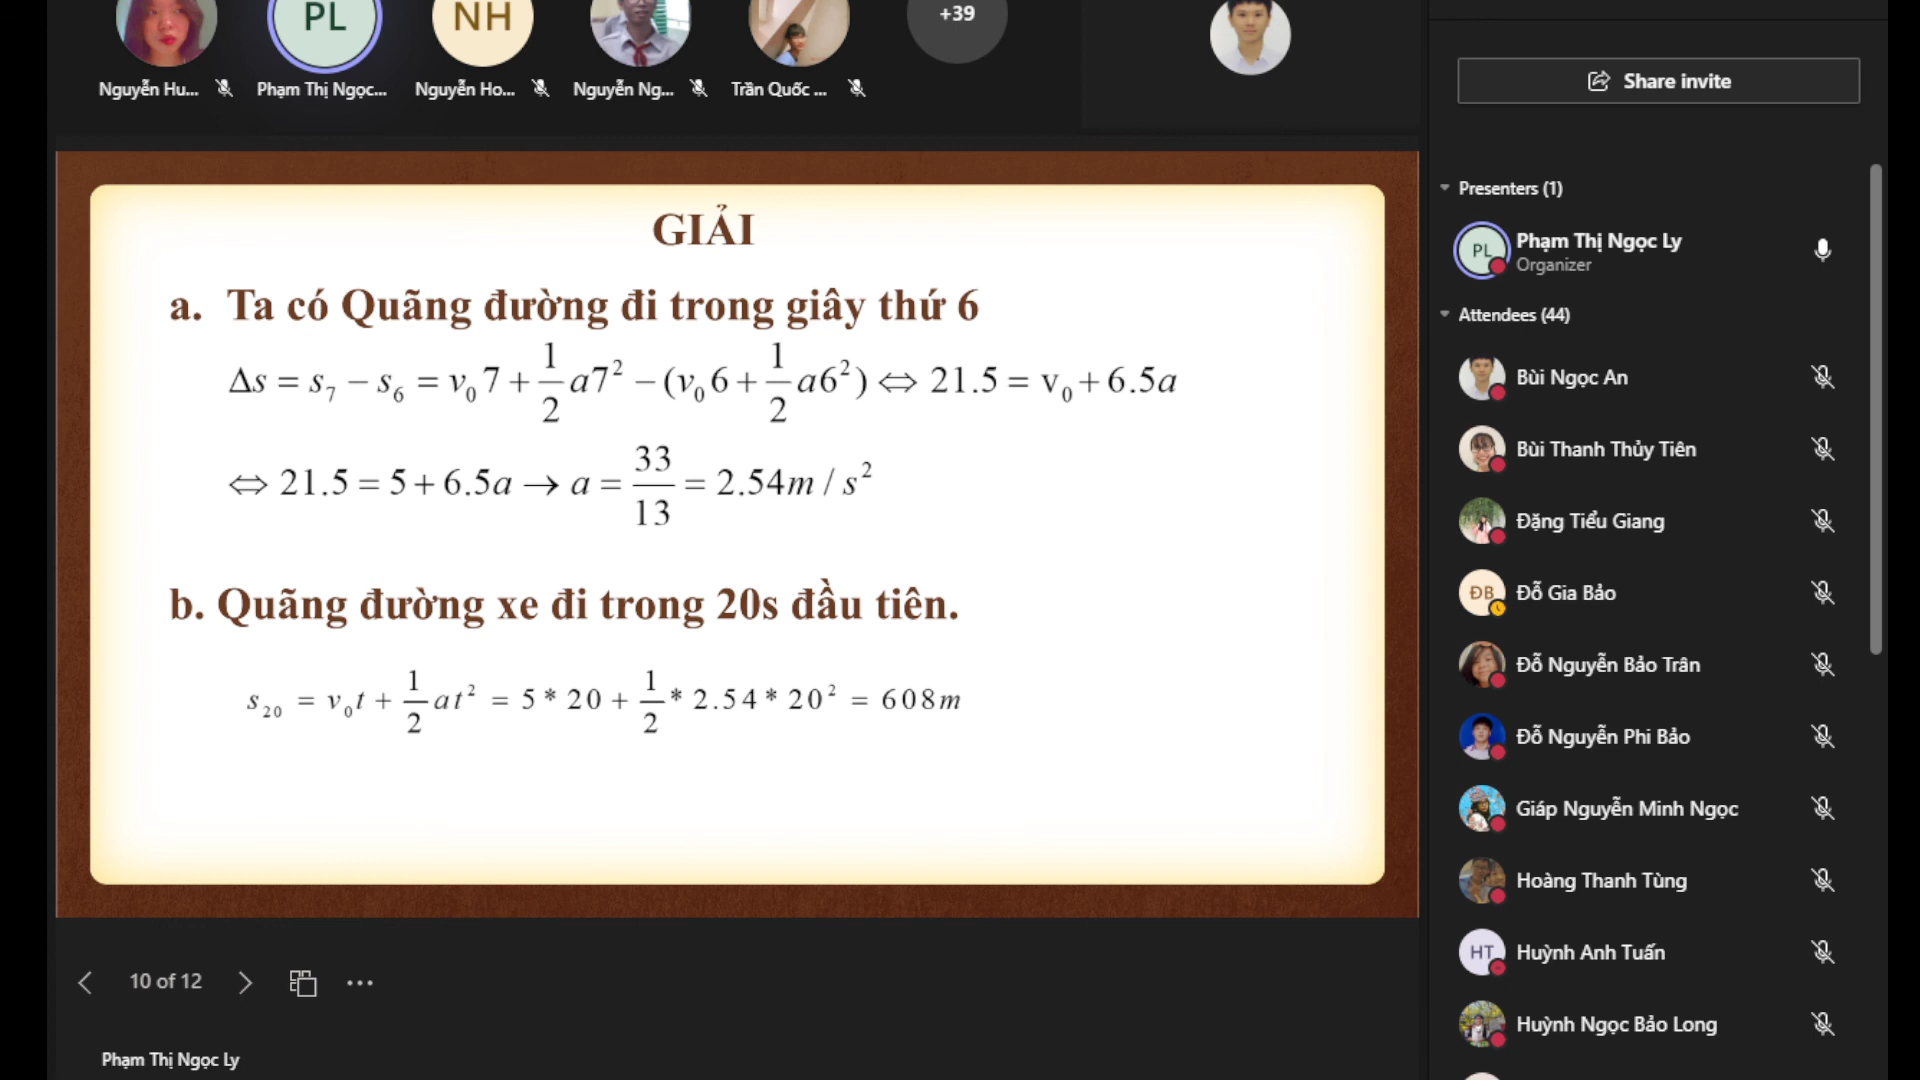 PL NH +39
Nguyễn Hu... Phạm Thị Ngọc... Nguyễn Ho... Nguyễn Ng... Trần Quốc ...
GIẢI
a. Ta có Quãng đường đi trong giây thứ 6
Δs = s₇ − s₆ = v₀7 + 1/2 a7² − (v₀6 + 1/2 a6²) ⇔ 21.5 = v₀ + 6.5a
⇔ 21.5 = 5 + 6.5a → a = 33/13 = 2.54m / s²
b. Quãng đường xe đi trong 20s đầu tiên.
s₂₀ = v₀t + 1/2 at² = 5 * 20 + 1/2 * 2.54 * 20² = 608m
10 of 12
Phạm Thị Ngọc Ly
Share invite
Presenters (1)
PL Phạm Thị Ngọc Ly
Organizer
Attendees (44)
Bùi Ngọc An
Bùi Thanh Thủy Tiên
Đặng Tiểu Giang
ĐB Đỗ Gia Bảo
Đỗ Nguyễn Bảo Trân
Đỗ Nguyễn Phi Bảo
Giáp Nguyễn Minh Ngọc
Hoàng Thanh Tùng
HT Huỳnh Anh Tuấn
Huỳnh Ngọc Bảo Long